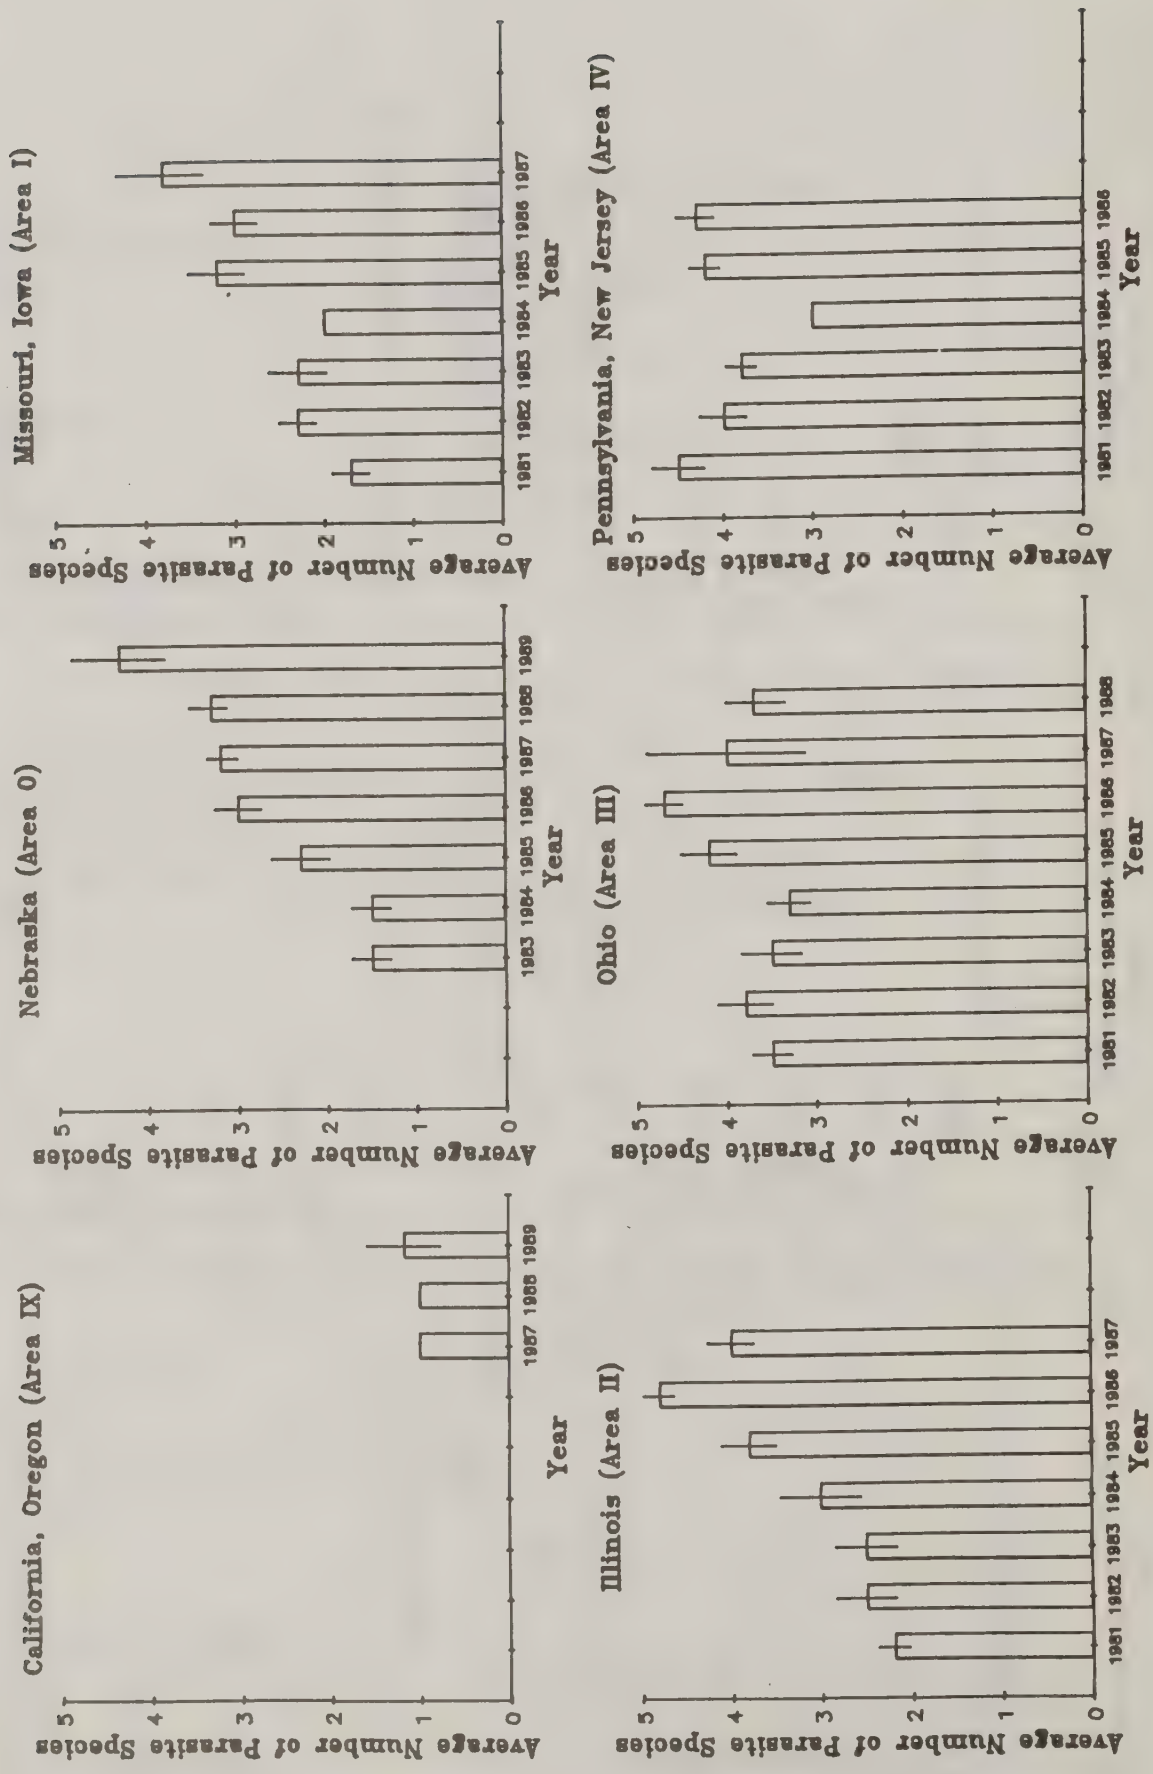 California, Oregon (Area IX)
Average Number of Parasite Species
5
4
3
2
1
0
1987 1988 1989
Year
Nebraska (Area 0)
Average Number of Parasite Species
5
4
3
2
1
0
1983 1984 1985 1986 1987 1988 1989
Year
Missouri, Iowa (Area I)
Average Number of Parasite Species
5
4
3
2
1
0
1981 1982 1983 1984 1985 1986 1987
Year
Illinois (Area II)
Average Number of Parasite Species
5
4
3
2
1
0
1981 1982 1983 1984 1985 1986 1987
Year
Ohio (Area III)
Average Number of Parasite Species
5
4
3
2
1
0
1981 1982 1983 1984 1985 1986 1987 1988
Year
Pennsylvania, New Jersey (Area IV)
Average Number of Parasite Species
5
4
3
2
1
0
1981 1982 1983 1984 1985 1986
Year